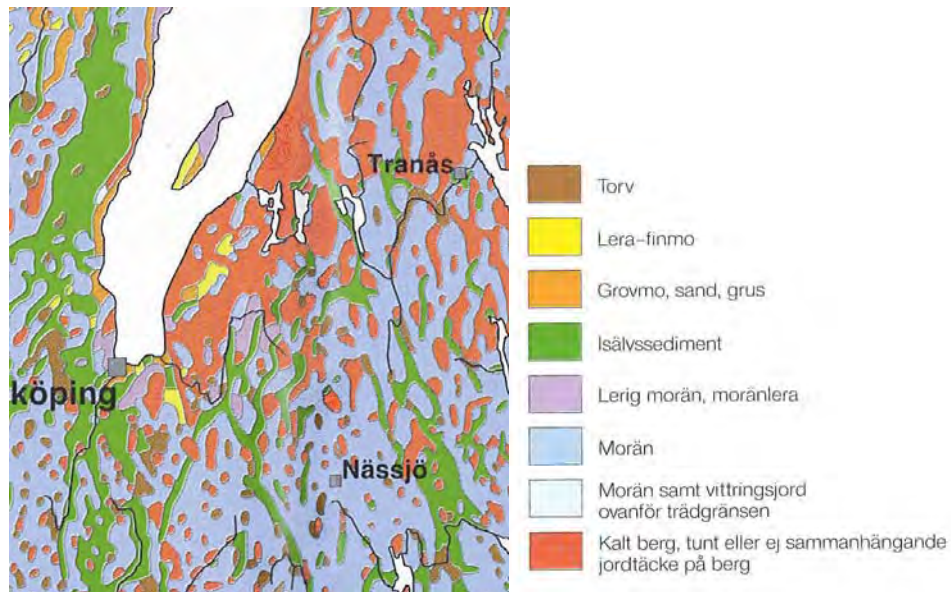 Tranås
köping
Nässjö
Torv
Lera–finmo
Grovmo, sand, grus
Isälvssediment
Lerig morän, moränlera
Morän
Morän samt vittringsjord
ovanför trädgränsen
Kalt berg, tunt eller ej sammanhängande
jordtäcke på berg